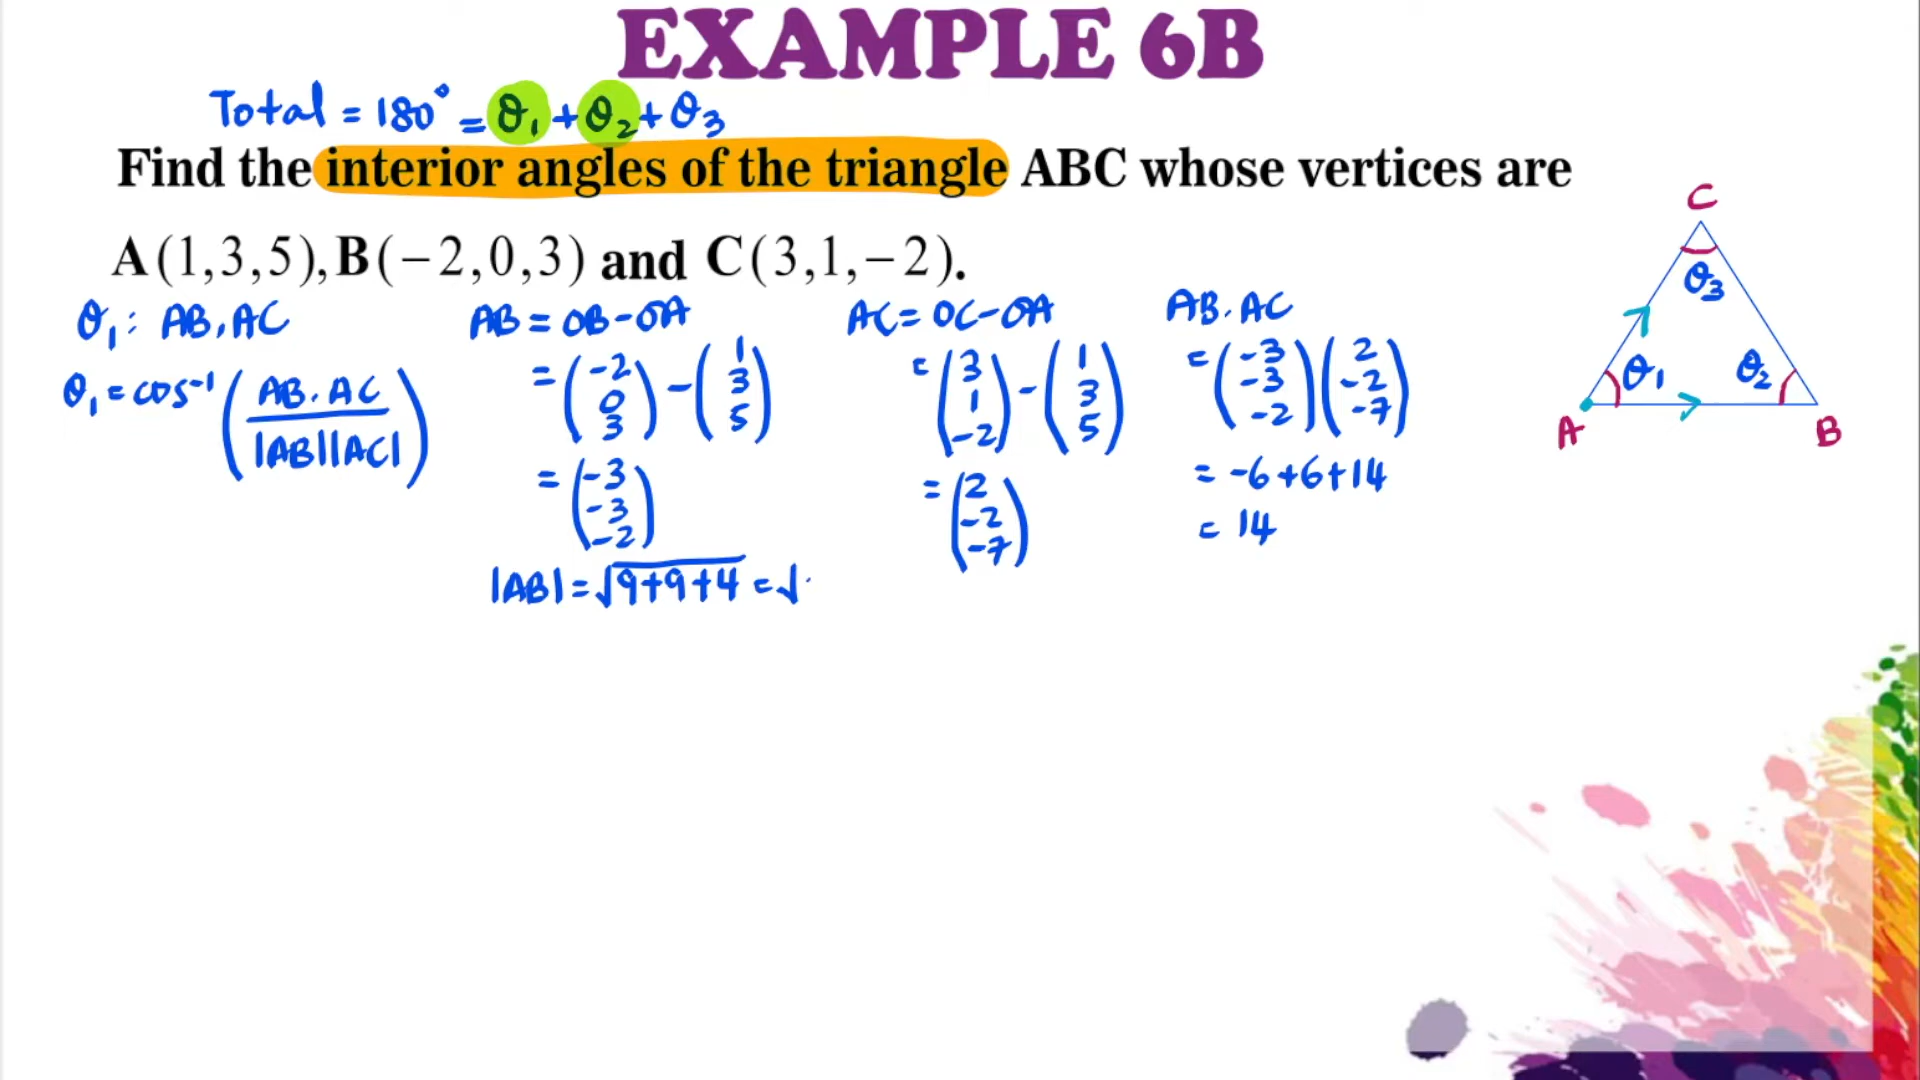 EXAMPLE 6B
Total = 180° = θ₁ + θ₂ + θ₃
Find the interior angles of the triangle ABC whose vertices are
A(1,3,5), B(−2,0,3) and C(3,1,−2).
θ₁ : AB, AC
θ₁ = cos⁻¹ ( AB . AC / |AB||AC| )
AB = OB − OA
= ( −2 0 3 ) − ( 1 3 5 )
= ( −3 −3 −2 )
|AB| = √9+9+4 = √
AC = OC − OA
= ( 3 1 −2 ) − ( 1 3 5 )
= ( 2 −2 −7 )
AB . AC
= ( −3 −3 −2 ) ( 2 −2 −7 )
= −6 + 6 + 14
= 14
C
θ₃
θ₁ θ₂
A B